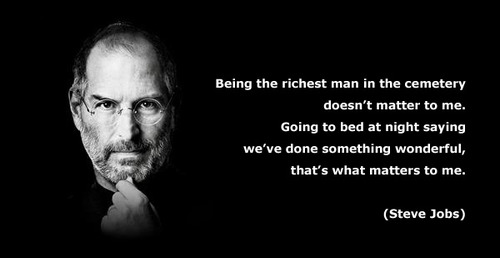 Being the richest man in the cemetery
doesn’t matter to me.
Going to bed at night saying
we’ve done something wonderful,
that’s what matters to me.
(Steve Jobs)